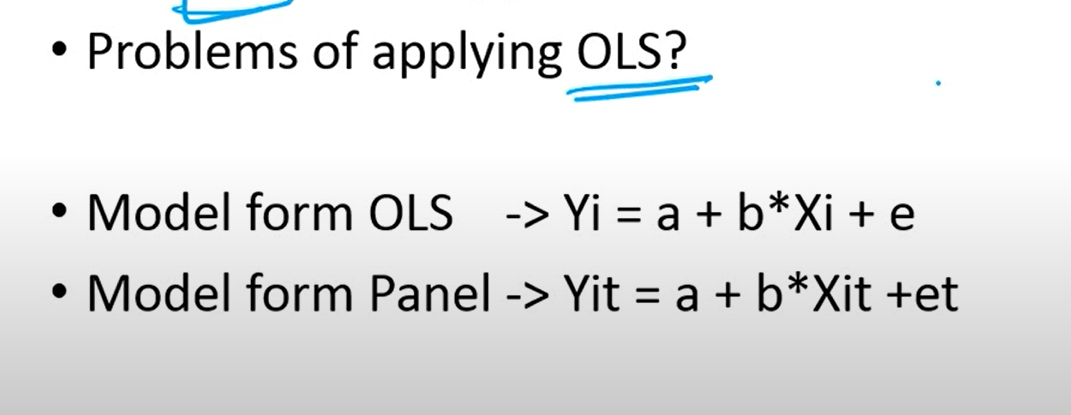 • Problems of applying OLS?
• Model form OLS -> Yi = a + b*Xi + e
• Model form Panel -> Yit = a + b*Xit +et